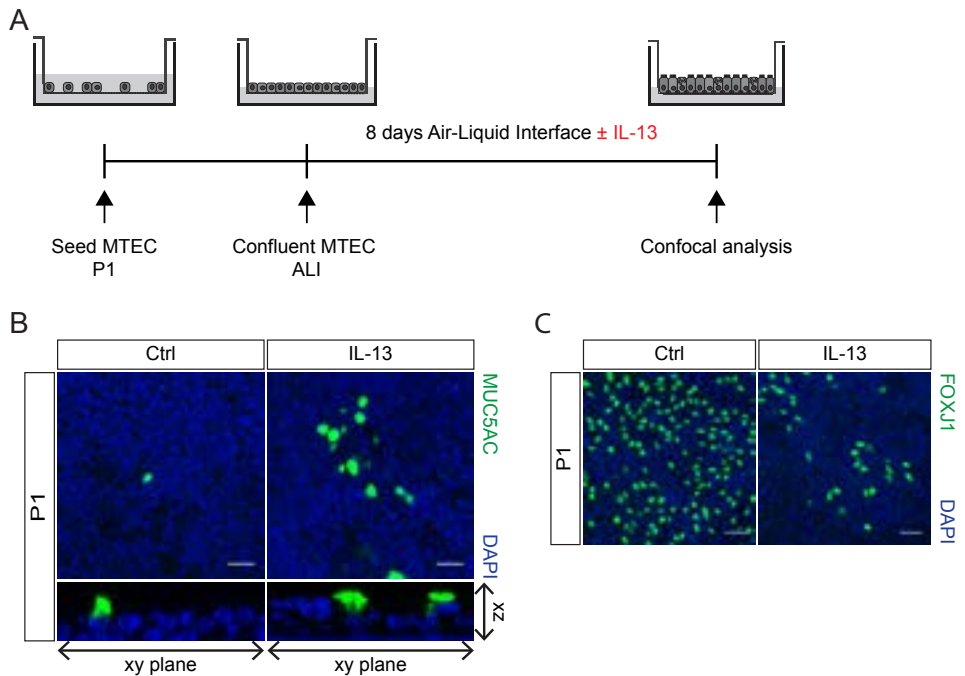 A
8 days Air-Liquid Interface ± IL-13
Seed MTEC
P1
Confluent MTEC
ALI
Confocal analysis
B
Ctrl
IL-13
P1
MUC5AC
DAPI
xz
xy plane
xy plane
C
Ctrl
IL-13
P1
FOXJ1
DAPI